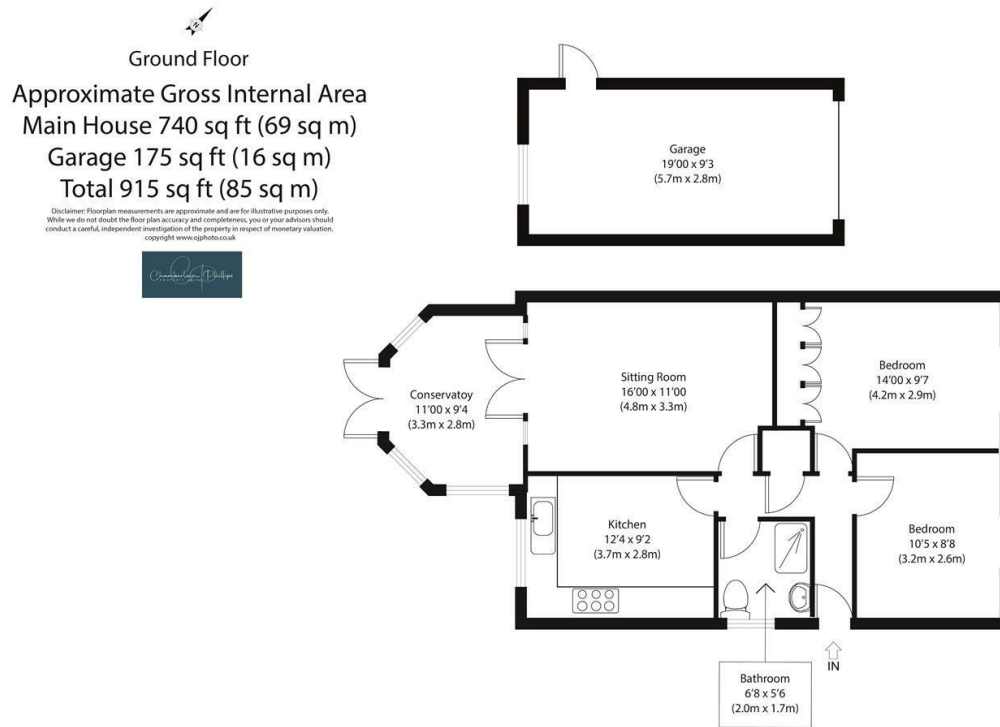 N
Ground Floor
Approximate Gross Internal Area
Main House 740 sq ft (69 sq m)
Garage 175 sq ft (16 sq m)
Total 915 sq ft (85 sq m)
Disclaimer: Floorplan measurements are approximate and are for illustrative purposes only.
While we do not doubt the floor plan accuracy and completeness, you or your advisors should
conduct a careful, independent investigation of the property in respect of monetary valuation.
copyright www.ojphoto.co.uk
Chamberlain Phillips
Garage
19'00 x 9'3
(5.7m x 2.8m)
Conservatoy
11'00 x 9'4
(3.3m x 2.8m)
Sitting Room
16'00 x 11'00
(4.8m x 3.3m)
Bedroom
14'00 x 9'7
(4.2m x 2.9m)
Kitchen
12'4 x 9'2
(3.7m x 2.8m)
Bedroom
10'5 x 8'8
(3.2m x 2.6m)
IN
Bathroom
6'8 x 5'6
(2.0m x 1.7m)